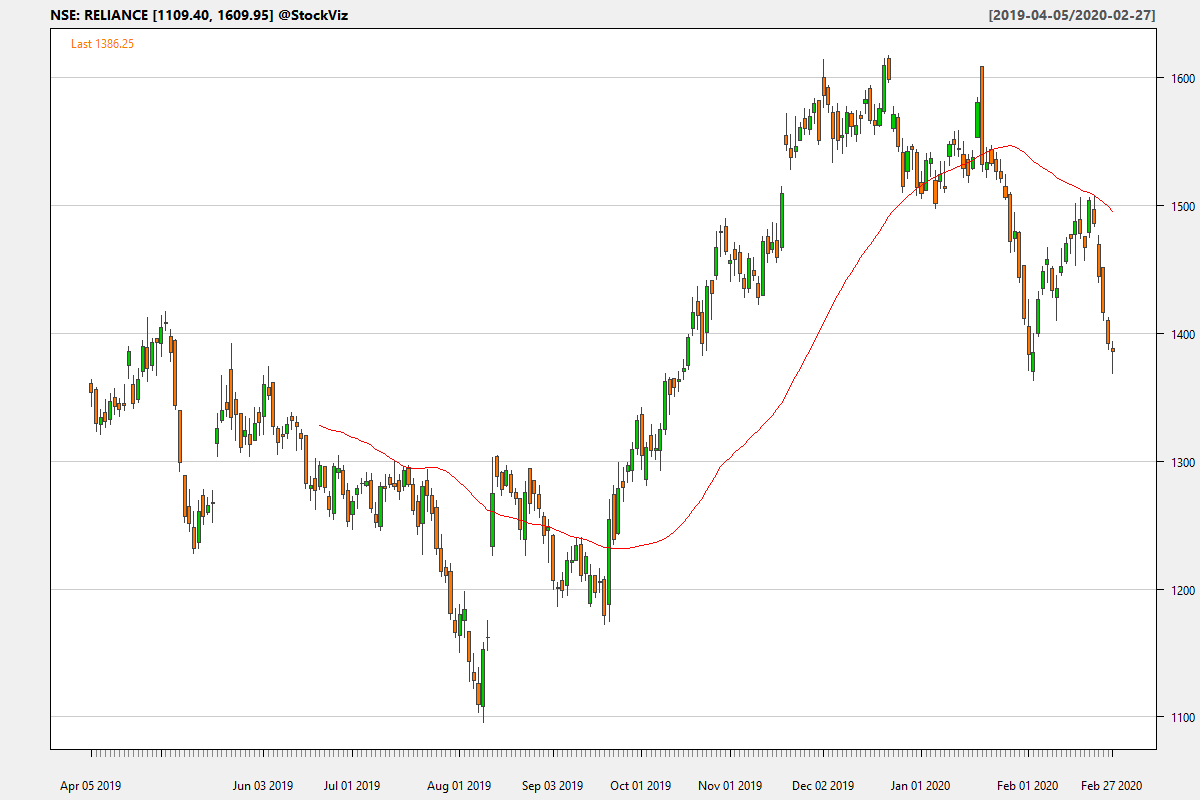 NSE: RELIANCE [1109.40, 1609.95] @StockViz
[2019-04-05/2020-02-27]
Last 1386.25
1600
1500
1400
1300
1200
1100
Apr 05 2019
Jun 03 2019
Jul 01 2019
Aug 01 2019
Sep 03 2019
Oct 01 2019
Nov 01 2019
Dec 02 2019
Jan 01 2020
Feb 01 2020
Feb 27 2020